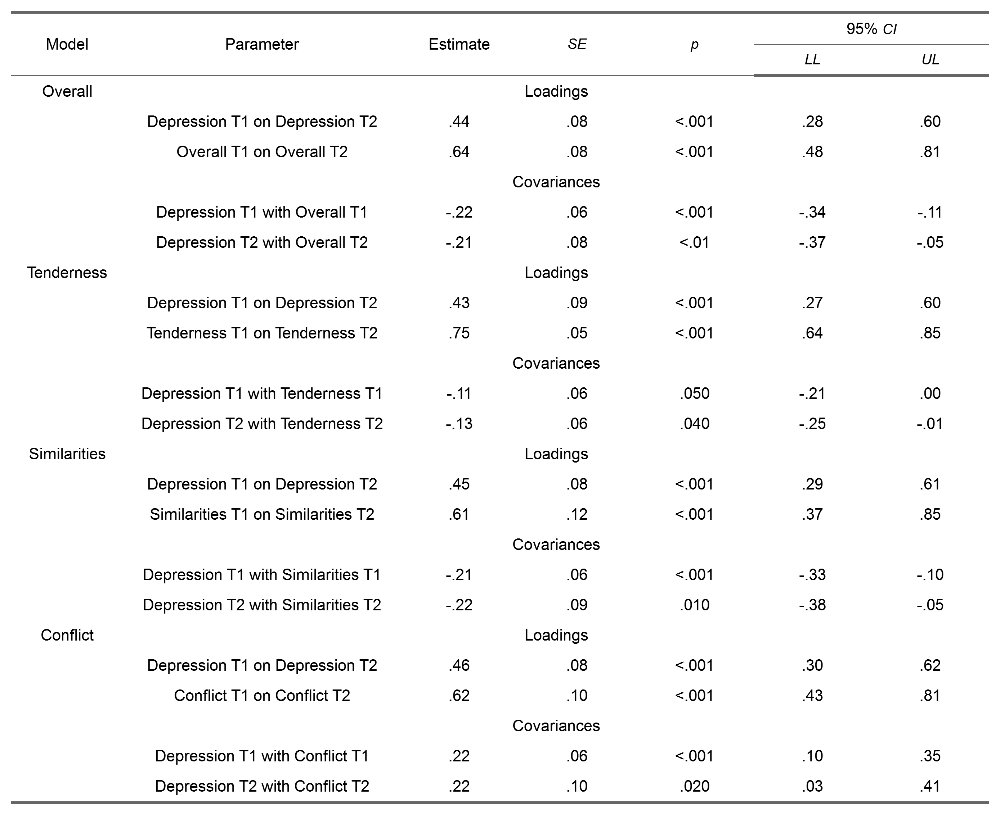 Model Parameter Estimate SE p 95% CI
LL UL
Overall Loadings
Depression T1 on Depression T2 .44 .08 <.001 .28 .60
Overall T1 on Overall T2 .64 .08 <.001 .48 .81
Covariances
Depression T1 with Overall T1 -.22 .06 <.001 -.34 -.11
Depression T2 with Overall T2 -.21 .08 <.01 -.37 -.05
Tenderness Loadings
Depression T1 on Depression T2 .43 .09 <.001 .27 .60
Tenderness T1 on Tenderness T2 .75 .05 <.001 .64 .85
Covariances
Depression T1 with Tenderness T1 -.11 .06 .050 -.21 .00
Depression T2 with Tenderness T2 -.13 .06 .040 -.25 -.01
Similarities Loadings
Depression T1 on Depression T2 .45 .08 <.001 .29 .61
Similarities T1 on Similarities T2 .61 .12 <.001 .37 .85
Covariances
Depression T1 with Similarities T1 -.21 .06 <.001 -.33 -.10
Depression T2 with Similarities T2 -.22 .09 .010 -.38 -.05
Conflict Loadings
Depression T1 on Depression T2 .46 .08 <.001 .30 .62
Conflict T1 on Conflict T2 .62 .10 <.001 .43 .81
Covariances
Depression T1 with Conflict T1 .22 .06 <.001 .10 .35
Depression T2 with Conflict T2 .22 .10 .020 .03 .41